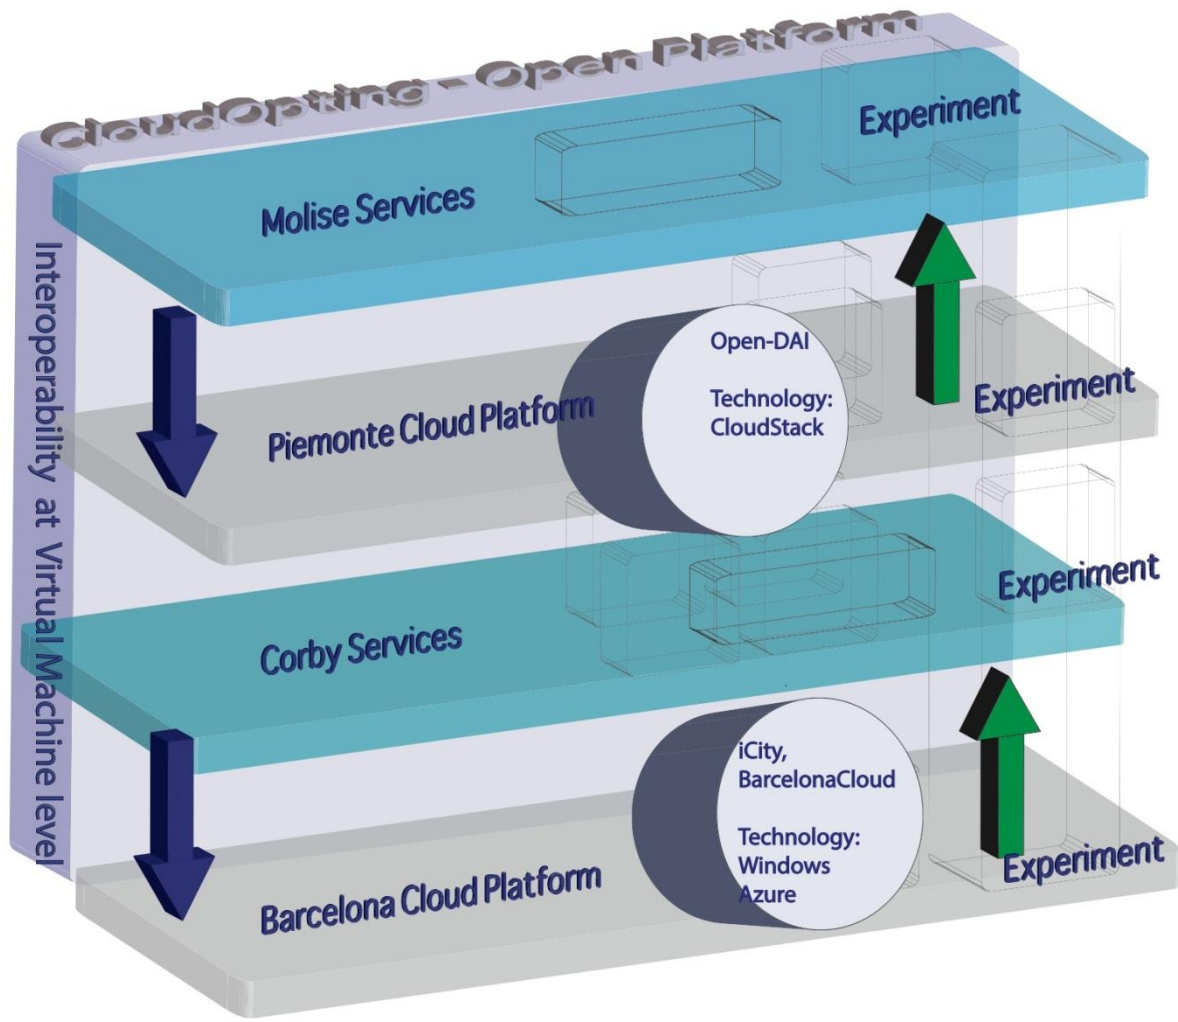 CloudOpting - Open Platform
Interoperability at Virtual Machine level
Molise Services
Experiment
Piemonte Cloud Platform
Open-DAI
Technology:
CloudStack
Experiment
Corby Services
Experiment
Barcelona Cloud Platform
iCity,
BarcelonaCloud
Technology:
Windows
Azure
Experiment